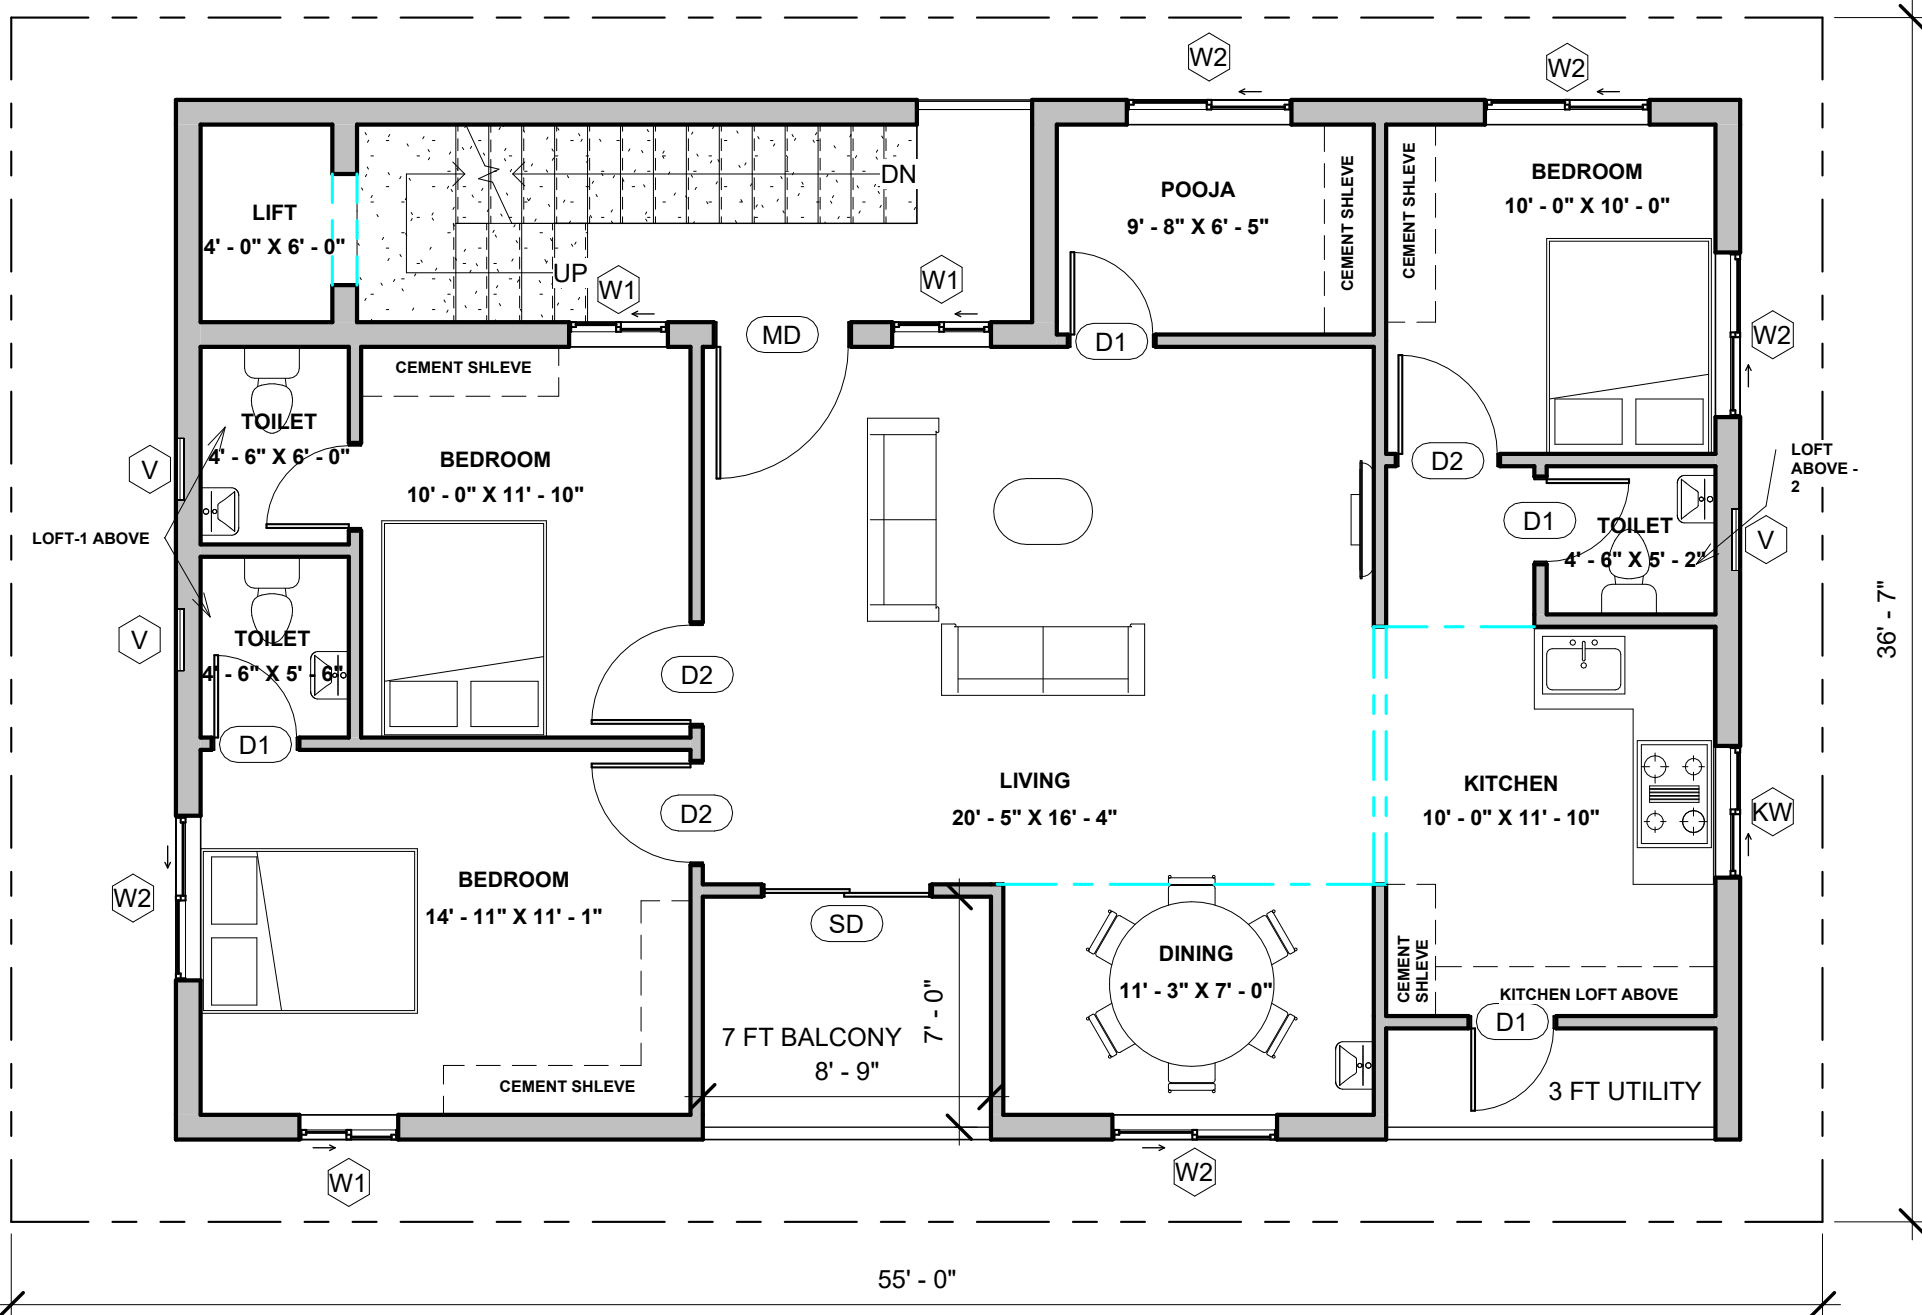 W2
W2
LIFT
4' - 0" X 6' - 0"
DN
UP
W1
W1
POOJA
9' - 8" X 6' - 5"
CEMENT SHLEVE
CEMENT SHLEVE
BEDROOM
10' - 0" X 10' - 0"
MD
D1
W2
CEMENT SHLEVE
TOILET
4' - 6" X 6' - 0"
V
BEDROOM
10' - 0" X 11' - 10"
D2
LOFT
ABOVE -
2
D1
TOILET
4' - 6" X 5' - 2"
V
LOFT-1 ABOVE
36' - 7"
V
TOILET
4' - 6" X 5' - 6"
D2
D1
D2
LIVING
20' - 5" X 16' - 4"
KITCHEN
10' - 0" X 11' - 10"
KW
W2
BEDROOM
14' - 11" X 11' - 1"
SD
DINING
11' - 3" X 7' - 0"
CEMENT
SHLEVE
KITCHEN LOFT ABOVE
D1
7 FT BALCONY
8' - 9"
7' - 0"
3 FT UTILITY
CEMENT SHLEVE
W1
W2
55' - 0"